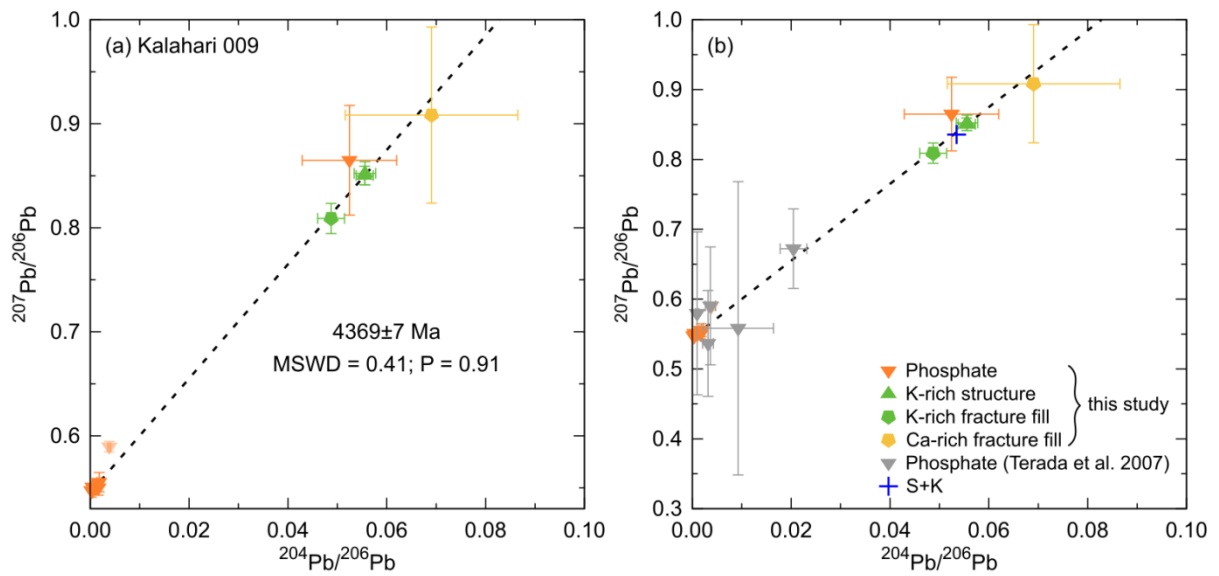 (a) Kalahari 009
1.0
0.9
0.8
0.7
0.6
²⁰⁷Pb/²⁰⁶Pb
4369±7 Ma
MSWD = 0.41; P = 0.91
0.00 0.02 0.04 0.06 0.08 0.10
²⁰⁴Pb/²⁰⁶Pb
(b)
1.0
0.9
0.8
0.7
0.6
0.5
0.4
0.3
²⁰⁷Pb/²⁰⁶Pb
Phosphate
K-rich structure
K-rich fracture fill
this study
Ca-rich fracture fill
Phosphate (Terada et al. 2007)
S+K
0.00 0.02 0.04 0.06 0.08 0.10
²⁰⁴Pb/²⁰⁶Pb